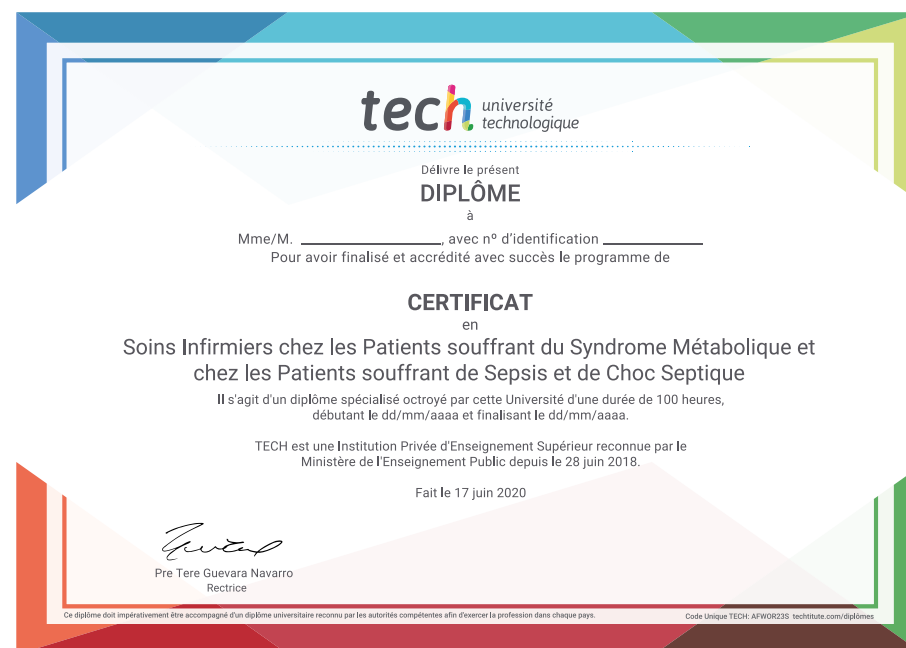 tech université
technologique
Délivre le présent
DIPLÔME
à
Mme/M. ____________________, avec nº d'identification ______________
Pour avoir finalisé et accrédité avec succès le programme de
CERTIFICAT
en
Soins Infirmiers chez les Patients souffrant du Syndrome Métabolique et
chez les Patients souffrant de Sepsis et de Choc Septique
Il s'agit d'un diplôme spécialisé octroyé par cette Université d'une durée de 100 heures,
débutant le dd/mm/aaaa et finalisant le dd/mm/aaaa.
TECH est une Institution Privée d'Enseignement Supérieur reconnue par le
Ministère de l'Enseignement Public depuis le 28 juin 2018.
Fait le 17 juin 2020
Pre Tere Guevara Navarro
Rectrice
Ce diplôme doit impérativement être accompagné d'un diplôme universitaire reconnu par les autorités compétentes afin d'exercer la profession dans chaque pays.
Code Unique TECH: AFWOR23S techtitute.com/diplômes